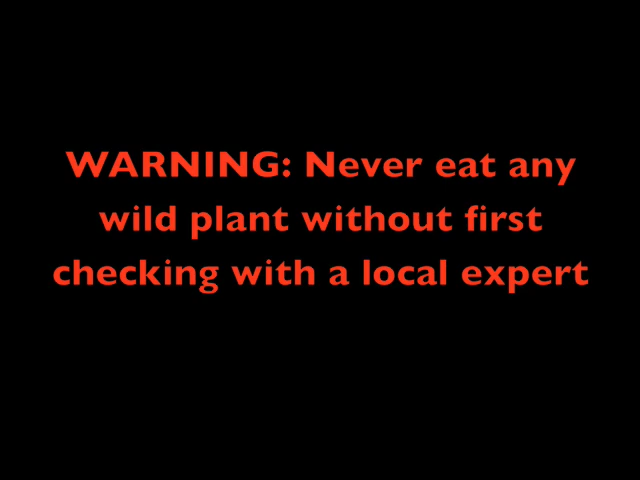 WARNING: Never eat any
wild plant without first
checking with a local expert